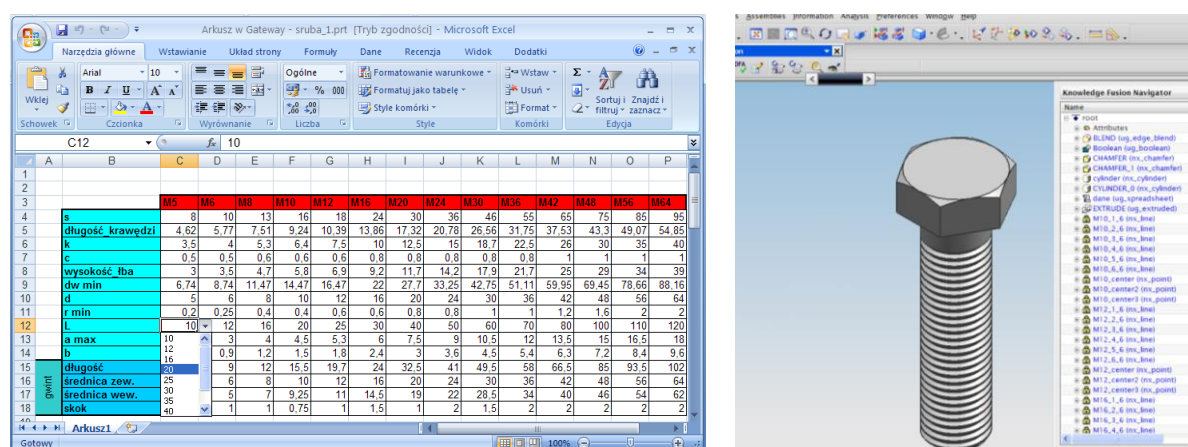 Arkusz w Gateway - sruba_1.prt [Tryb zgodności] - Microsoft Excel
Narzędzia główne Wstawianie Układ strony Formuły Dane Recenzja Widok Dodatki
Wklej
Arial 10
B I U A A
Ogólne
% 000
Formatowanie warunkowe
Formatuj jako tabelę
Style komórki
Wstaw
Usuń
Format
Σ
Sortuj i filtruj
Znajdź i zaznacz
Schowek Czcionka Wyrównanie Liczba Style Komórki Edycja
C12 fx 10
A B C D E F G H I J K L M N O P
1
2
3 M5 M6 M8 M10 M12 M16 M20 M24 M30 M36 M42 M48 M56 M64
4 s 8 10 13 16 18 24 30 36 46 55 65 75 85 95
5 długość_krawędzi 4,62 5,77 7,51 9,24 10,39 13,86 17,32 20,78 26,56 31,75 37,53 43,3 49,07 54,85
6 k 3,5 4 5,3 6,4 7,5 10 12,5 15 18,7 22,5 26 30 35 40
7 c 0,5 0,5 0,6 0,6 0,6 0,8 0,8 0,8 0,8 0,8 1 1 1 1
8 wysokość_łba 3 3,5 4,7 5,8 6,9 9,2 11,7 14,2 17,9 21,7 25 29 34 39
9 dw min 6,74 8,74 11,47 14,47 16,47 22 27,7 33,25 42,75 51,11 59,95 69,45 78,66 88,16
10 d 5 6 8 10 12 16 20 24 30 36 42 48 56 64
11 r min 0,2 0,25 0,4 0,4 0,6 0,6 0,8 0,8 1 1 1,2 1,6 2 2
12 L 10 12 16 20 25 30 40 50 60 70 80 100 110 120
13 a max 3 4 4,5 5,3 6 7,5 9 10,5 12 13,5 15 16,5 18
14 b 0,9 1,2 1,5 1,8 2,4 3 3,6 4,5 5,4 6,3 7,2 8,4 9,6
15 długość 9 12 15,5 19,7 24 32,5 41 49,5 58 66,5 85 93,5 102
16 średnica zew. 6 8 10 12 16 20 24 30 36 42 48 56 64
17 średnica wew. 5 7 9,25 11 14,5 19 22 28,5 34 40 46 54 62
18 skok 1 1 0,75 1 1,5 1 2 1,5 2 2 2 2 2
gwint
10
12
16
20
25
30
35
40
Arkusz1
Gotowy 100%
Assemblies Information Analysis Preferences Window Help
Knowledge Fusion Navigator
Name
root
Attributes
BLEND (ug_edge_blend)
Boolean (ug_boolean)
CHAMFER (nx_chamfer)
CHAMFER_1 (nx_chamfer)
cylinder (nx_cylinder)
CYLINDER_0 (nx_cylinder)
dane (ug_spreadsheet)
EXTRUDE (ug_extruded)
M10_1_6 (nx_line)
M10_2_6 (nx_line)
M10_3_6 (nx_line)
M10_4_6 (nx_line)
M10_5_6 (nx_line)
M10_6_6 (nx_line)
M10_center (nx_point)
M10_center2 (nx_point)
M10_center3 (nx_point)
M12_1_6 (nx_line)
M12_2_6 (nx_line)
M12_3_6 (nx_line)
M12_4_6 (nx_line)
M12_5_6 (nx_line)
M12_6_6 (nx_line)
M12_center (nx_point)
M12_center2 (nx_point)
M12_center3 (nx_point)
M16_1_6 (nx_line)
M16_2_6 (nx_line)
M16_3_6 (nx_line)
M16_4_6 (nx_line)